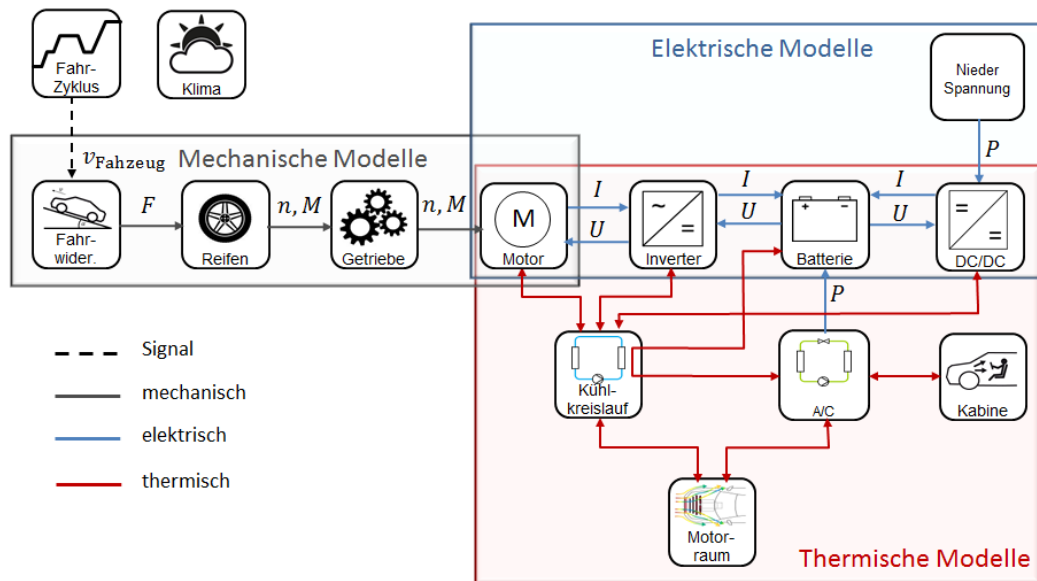 Fahr-
Zyklus
Klima
Elektrische Modelle
Nieder
Spannung
P
v_Fahzeug
Mechanische Modelle
F
n, M
n, M
I
U
I
U
I
U
Fahr-
wider.
Reifen
Getriebe
M
Motor
~
=
Inverter
+ −
Batterie
=
=
DC/DC
P
Signal
mechanisch
elektrisch
thermisch
Kühl-
kreislauf
A/C
Kabine
Motor-
raum
Thermische Modelle